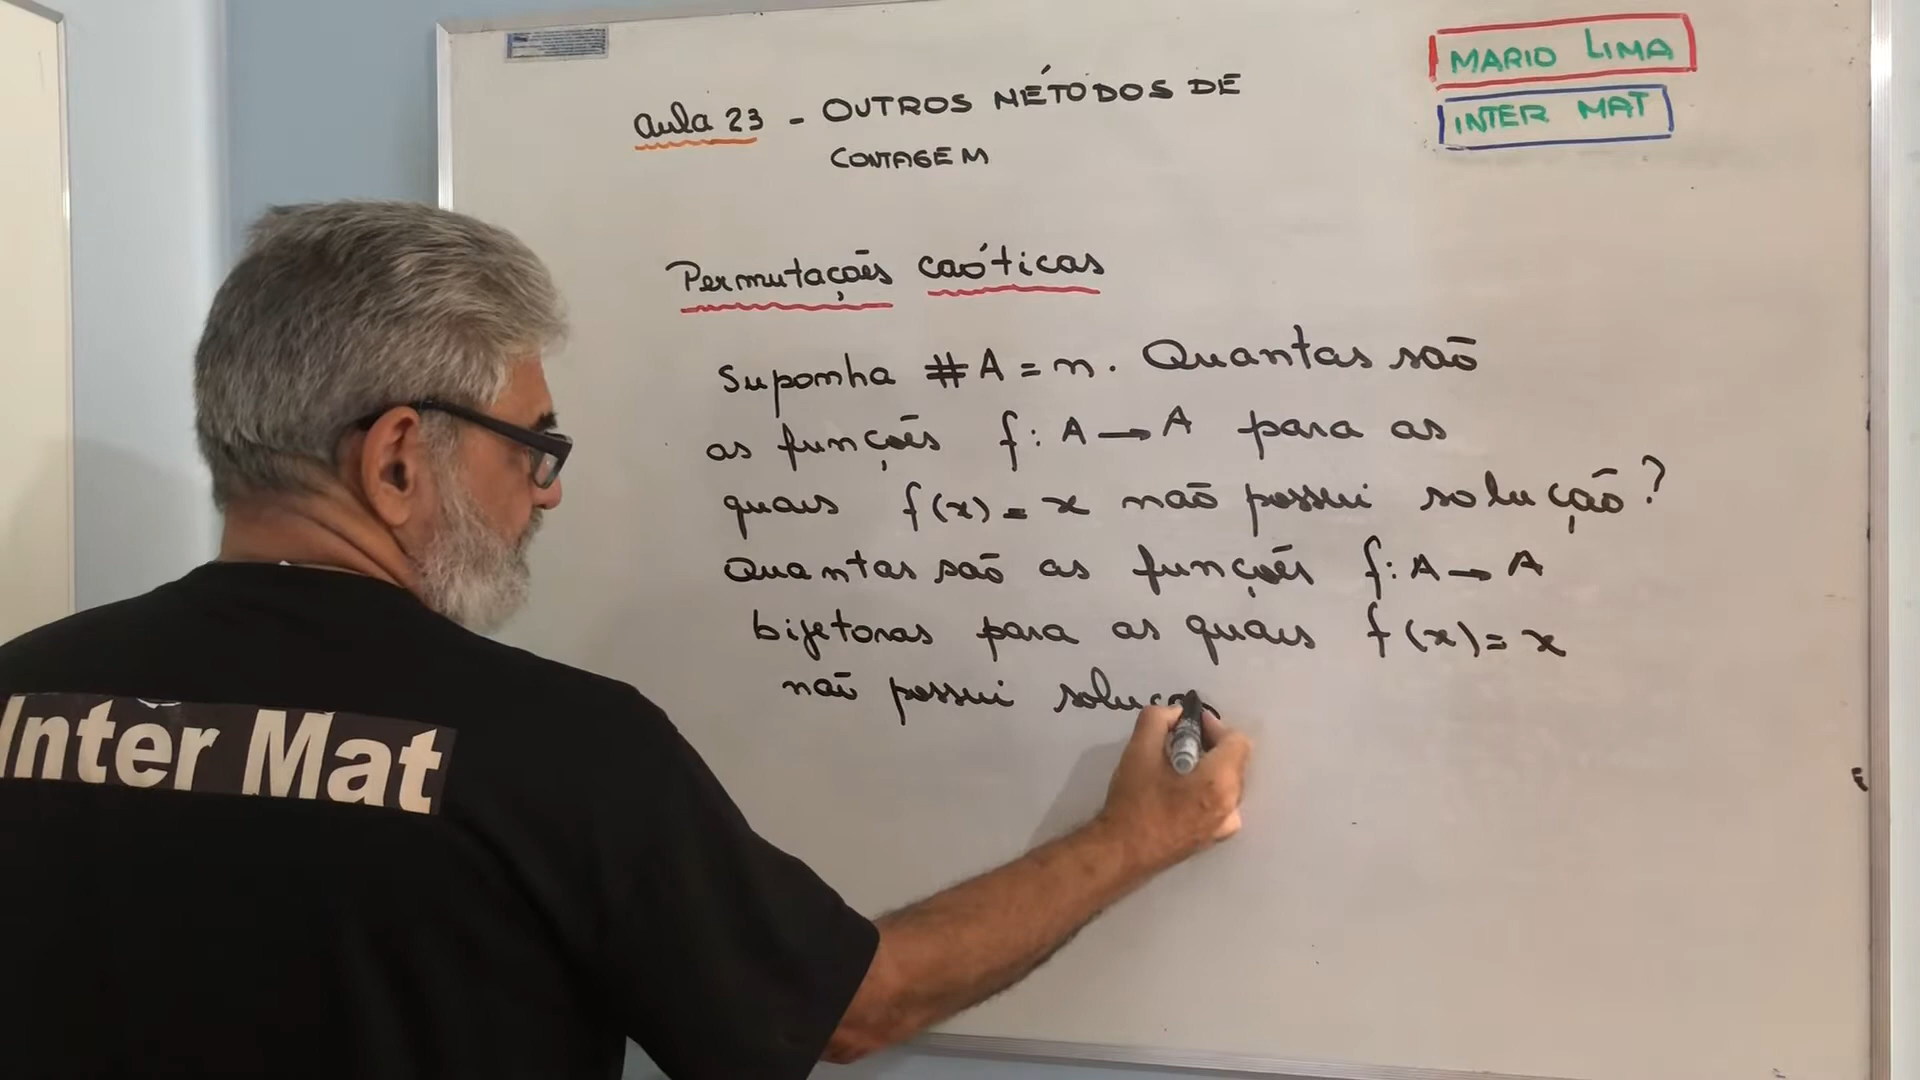 Aula 23 - OUTROS MÉTODOS DE
CONTAGEM
MARIO LIMA
INTER MAT
Permutações caóticas
Suponha #A = n. Quantas são
as funções f: A → A para as
quais f(x) = x não possui solução?
Quantas são as funções f: A → A
bijetoras para as quais f(x) = x
não possui
Inter Mat